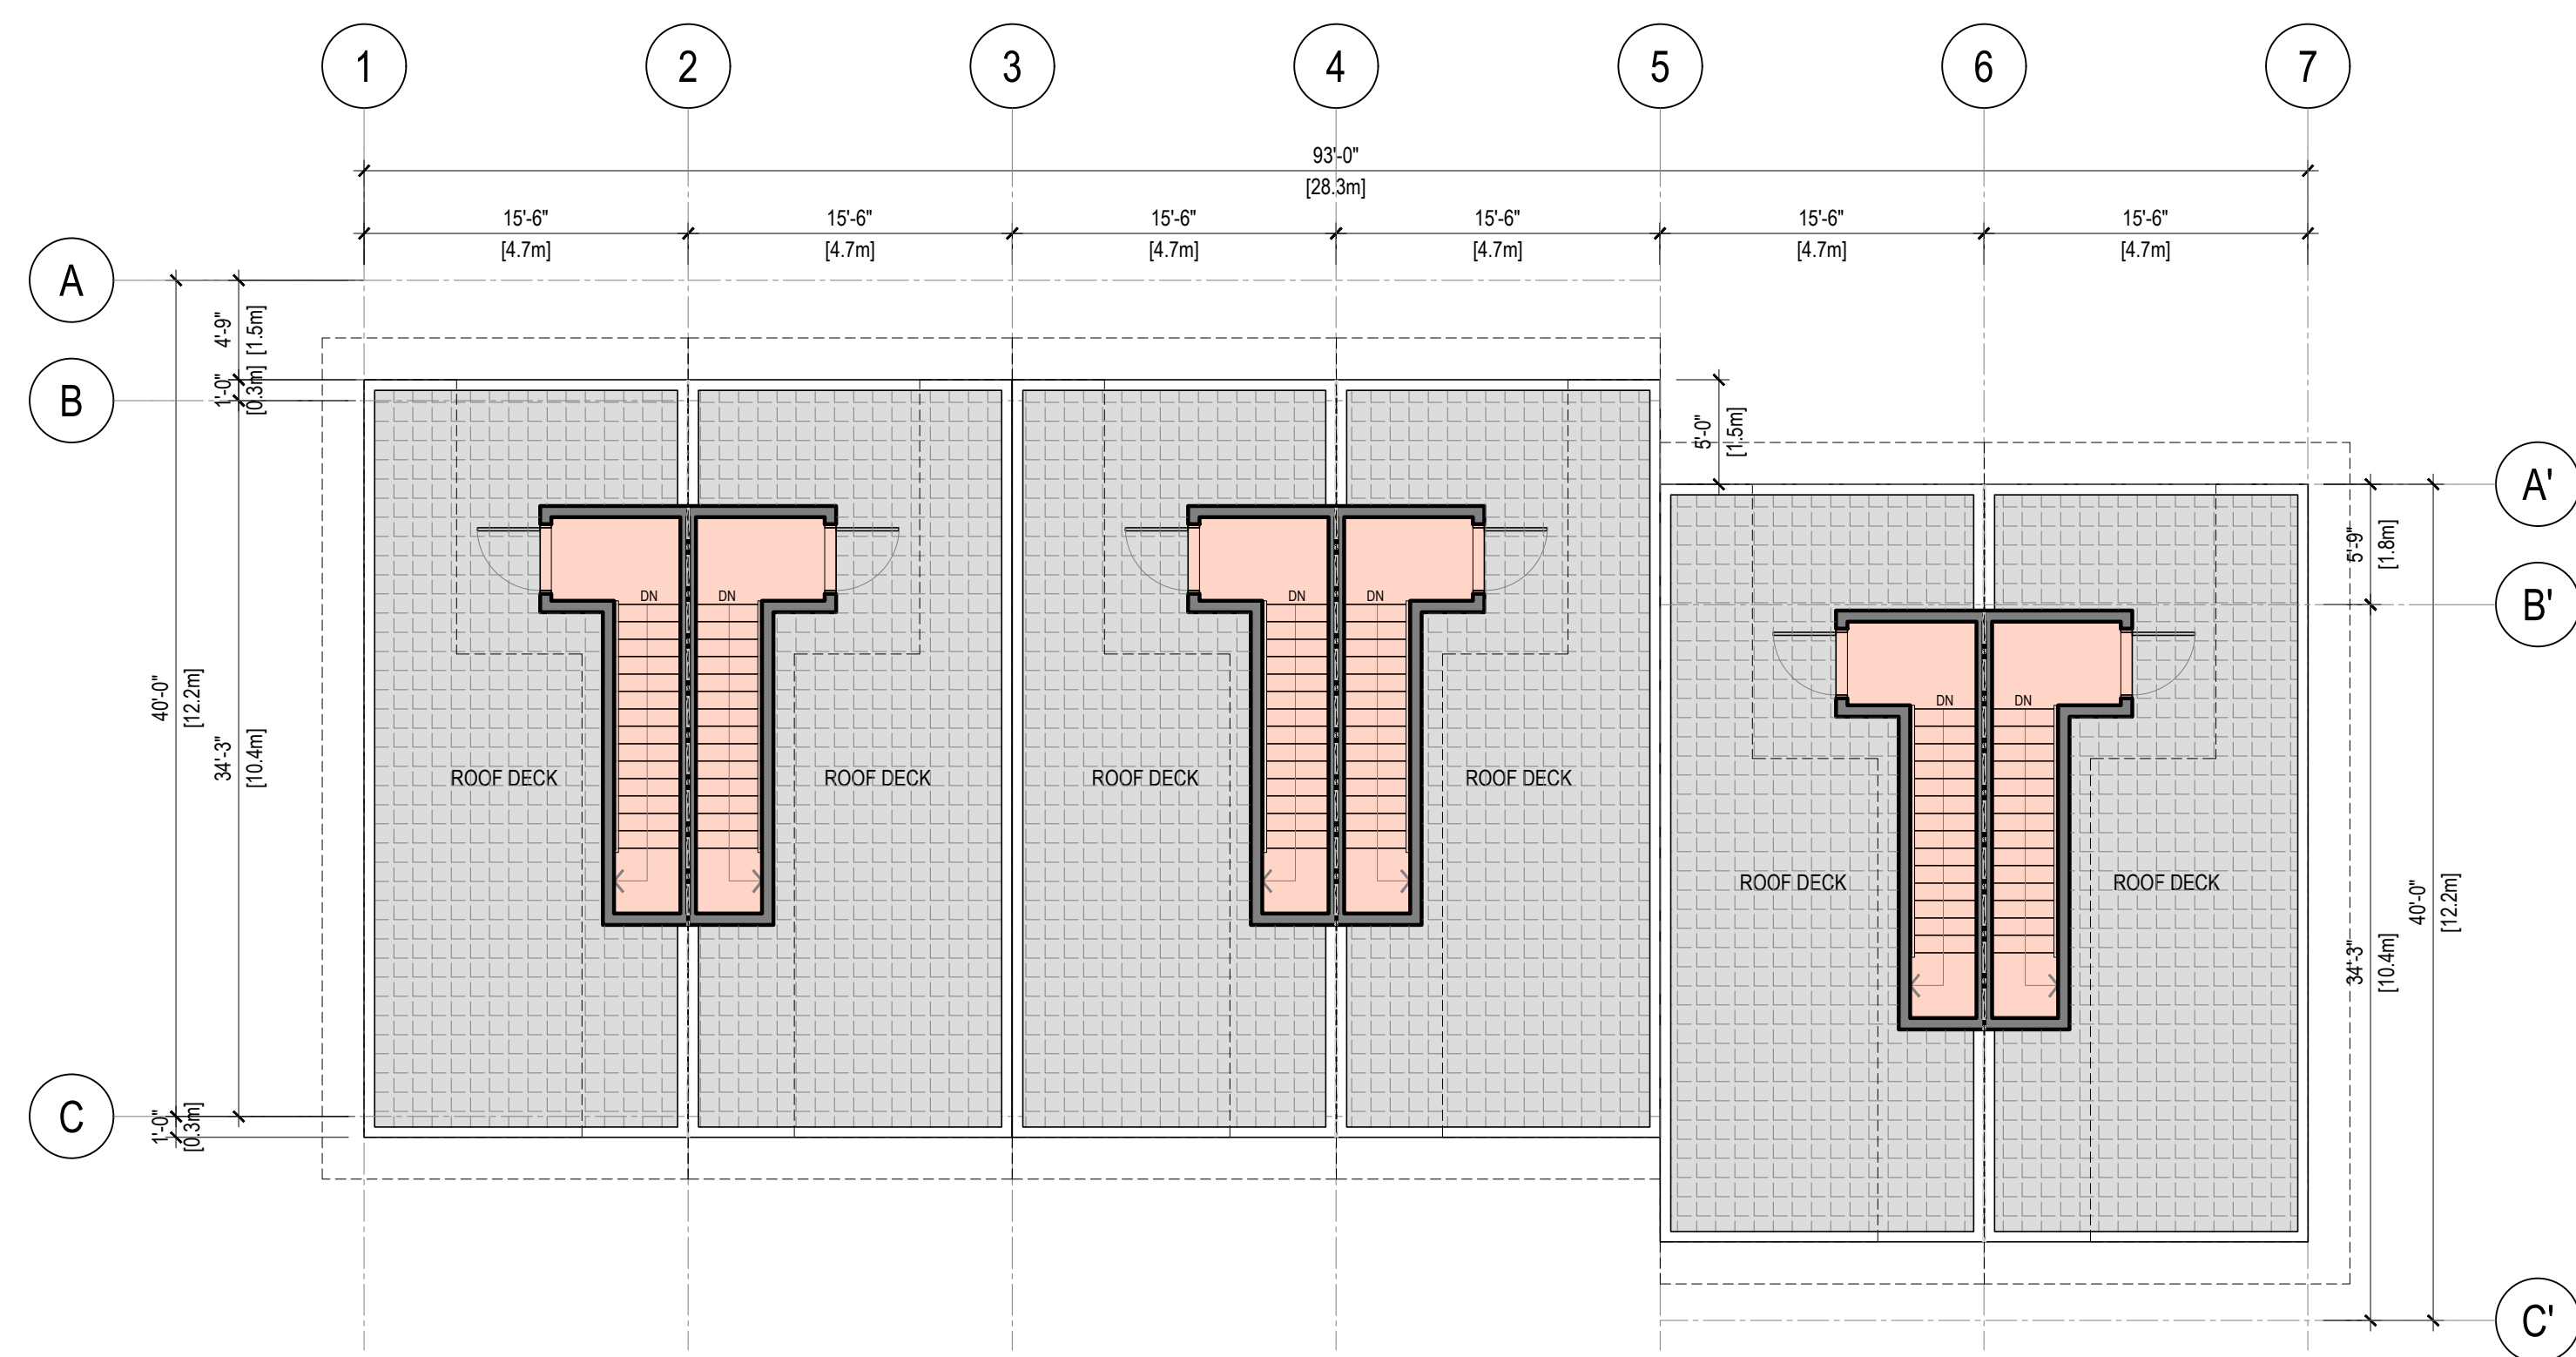 1 2 3 4 5 6 7
93'-0"
[28.3m]
15'-6" 15'-6" 15'-6" 15'-6" 15'-6" 15'-6"
[4.7m] [4.7m] [4.7m] [4.7m] [4.7m] [4.7m]
A
4'-9"
[1.5m]
1'-0"
[0.3m]
B
5'-0"
[1.5m]
A'
5'-9"
[1.8m]
B'
DN DN DN DN
DN DN
40'-0"
[12.2m]
34'-3"
[10.4m]
ROOF DECK ROOF DECK ROOF DECK ROOF DECK
ROOF DECK ROOF DECK
34'-3"
[10.4m]
40'-0"
[12.2m]
C
1'-0"
[0.3m]
C'